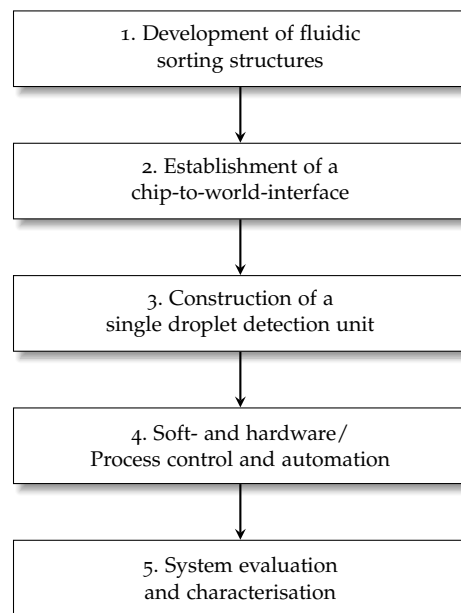 1. Development of fluidic
sorting structures
2. Establishment of a
chip-to-world-interface
3. Construction of a
single droplet detection unit
4. Soft- and hardware/
Process control and automation
5. System evaluation
and characterisation